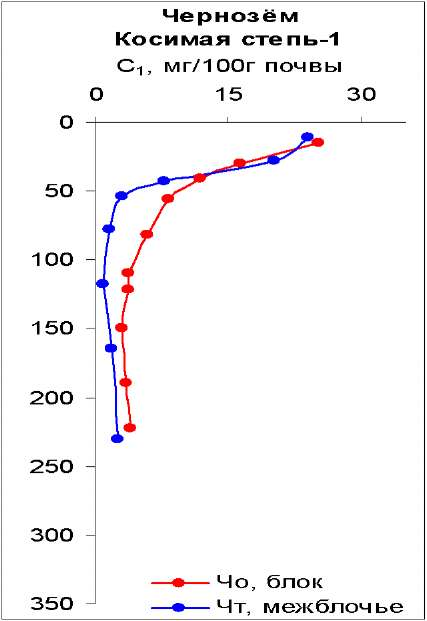 Чернозём
Косимая степь-1
С1, мг/100г почвы
0 15 30
0
50
100
150
200
250
300
350
Чо, блок
Чт, межблочье